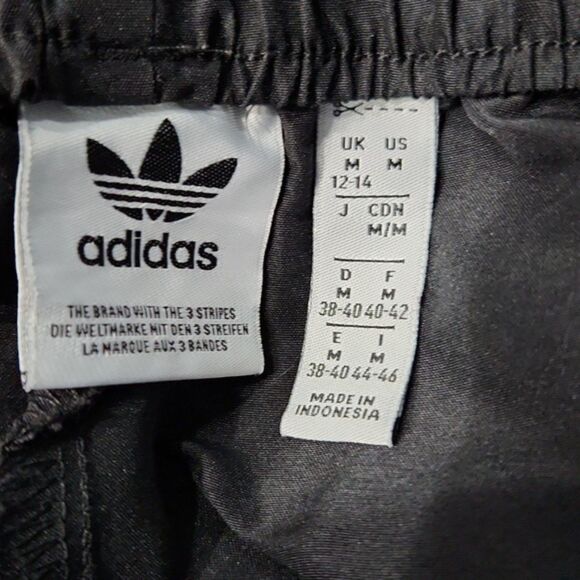 adidas
THE BRAND WITH THE 3 STRIPES
DIE WELTMARKE MIT DEN 3 STREIFEN
LA MARQUE AUX 3 BANDES
UK US
M M
12-14
J CDN
M/M
D F
M M
38-40 40-42
E I
M M
38-40 44-46
MADE IN
INDONESIA